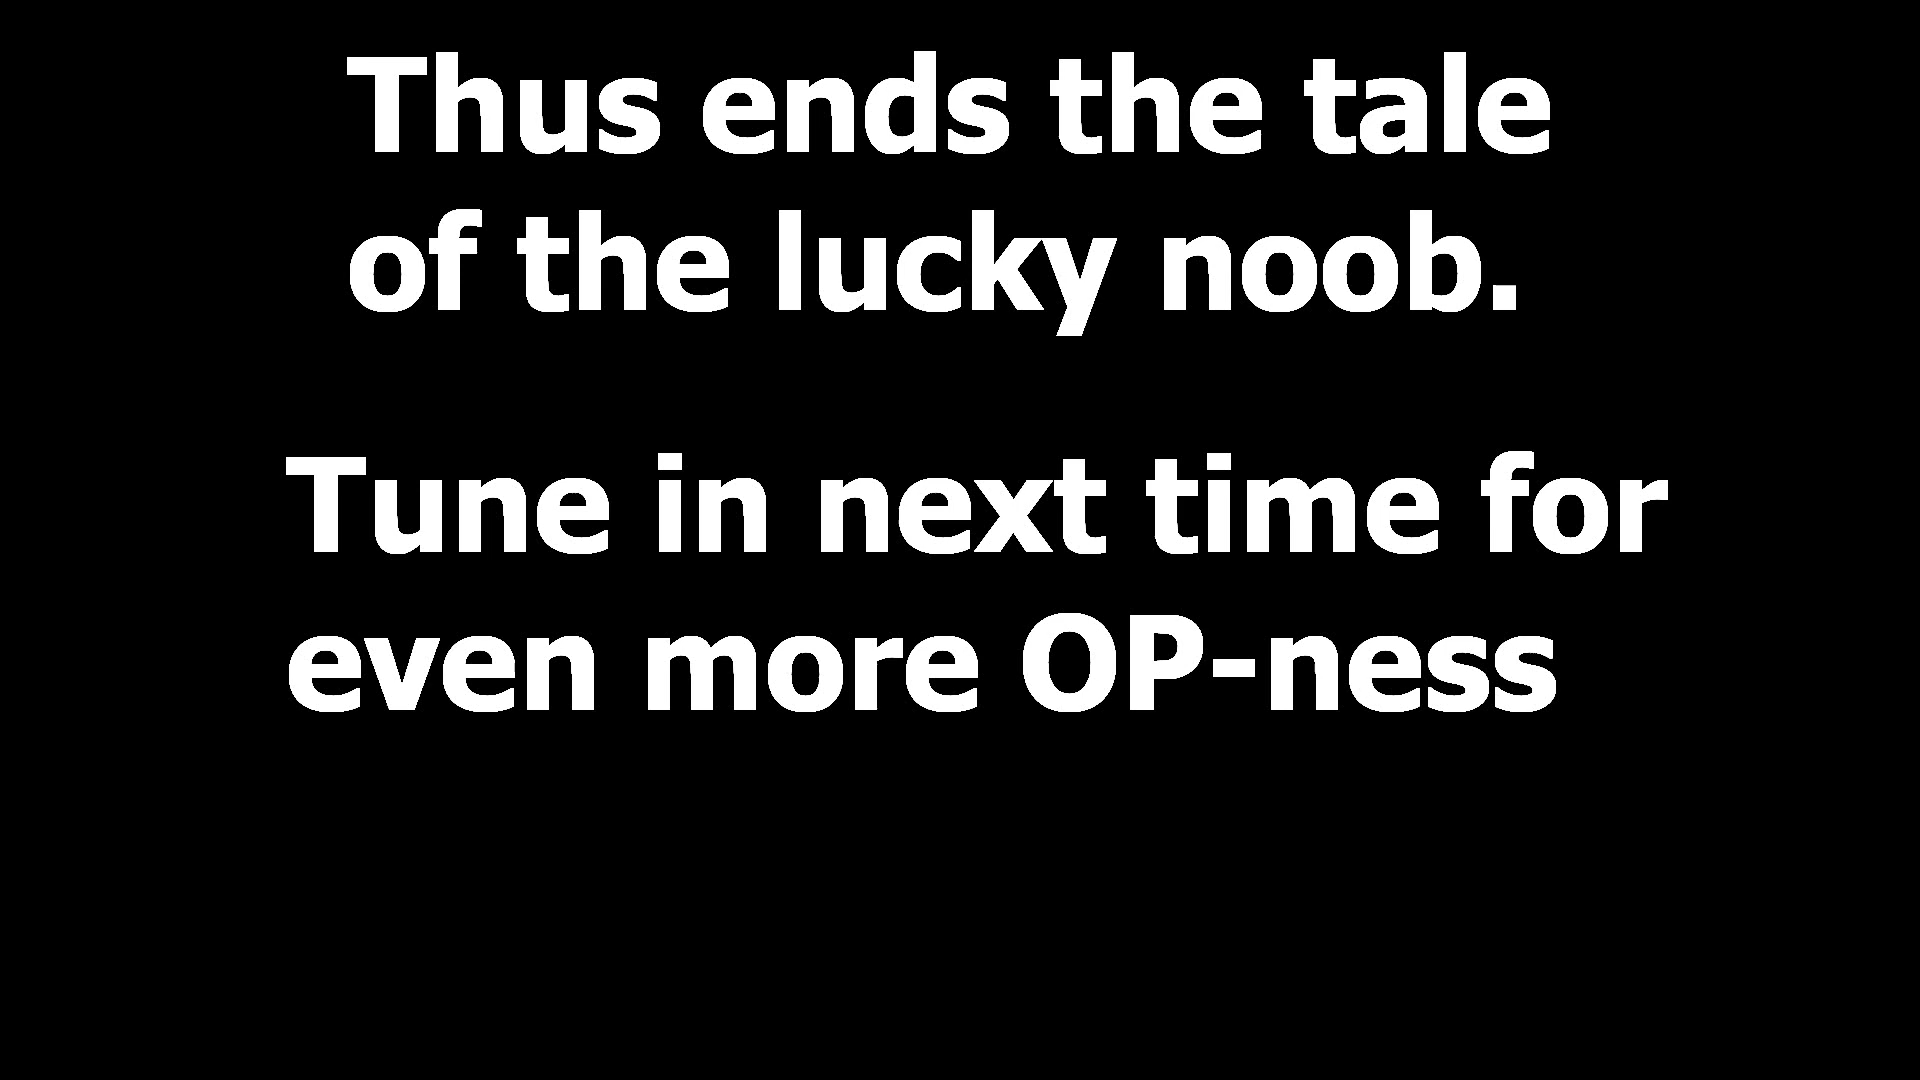 Thus ends the tale
of the lucky noob.
Tune in next time for
even more OP-ness